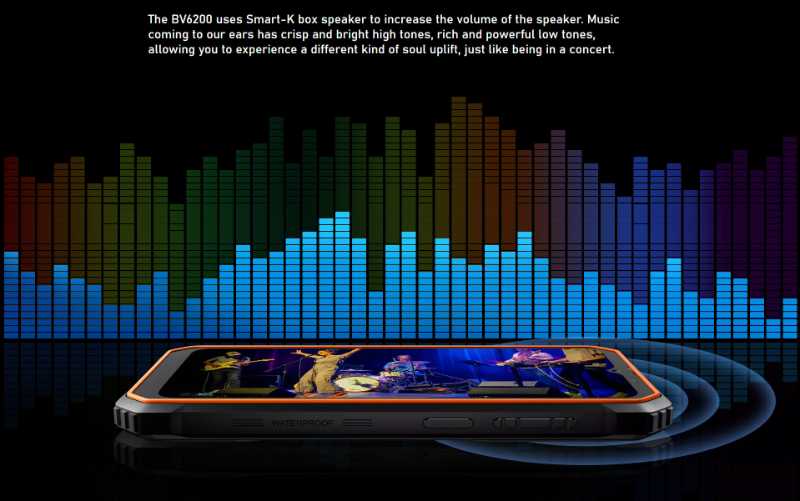 The BV6200 uses Smart-K box speaker to increase the volume of the speaker. Music
coming to our ears has crisp and bright high tones, rich and powerful low tones,
allowing you to experience a different kind of soul uplift, just like being in a concert.
WATERPROOF